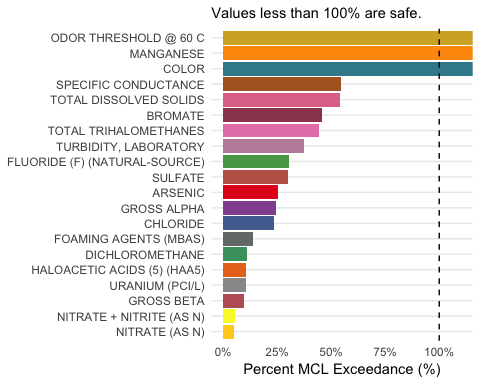 Values less than 100% are safe.
ODOR THRESHOLD @ 60 C
MANGANESE
COLOR
SPECIFIC CONDUCTANCE
TOTAL DISSOLVED SOLIDS
BROMATE
TOTAL TRIHALOMETHANES
TURBIDITY, LABORATORY
FLUORIDE (F) (NATURAL-SOURCE)
SULFATE
ARSENIC
GROSS ALPHA
CHLORIDE
FOAMING AGENTS (MBAS)
DICHLOROMETHANE
HALOACETIC ACIDS (5) (HAA5)
URANIUM (PCI/L)
GROSS BETA
NITRATE + NITRITE (AS N)
NITRATE (AS N)
0% 25% 50% 75% 100%
Percent MCL Exceedance (%)